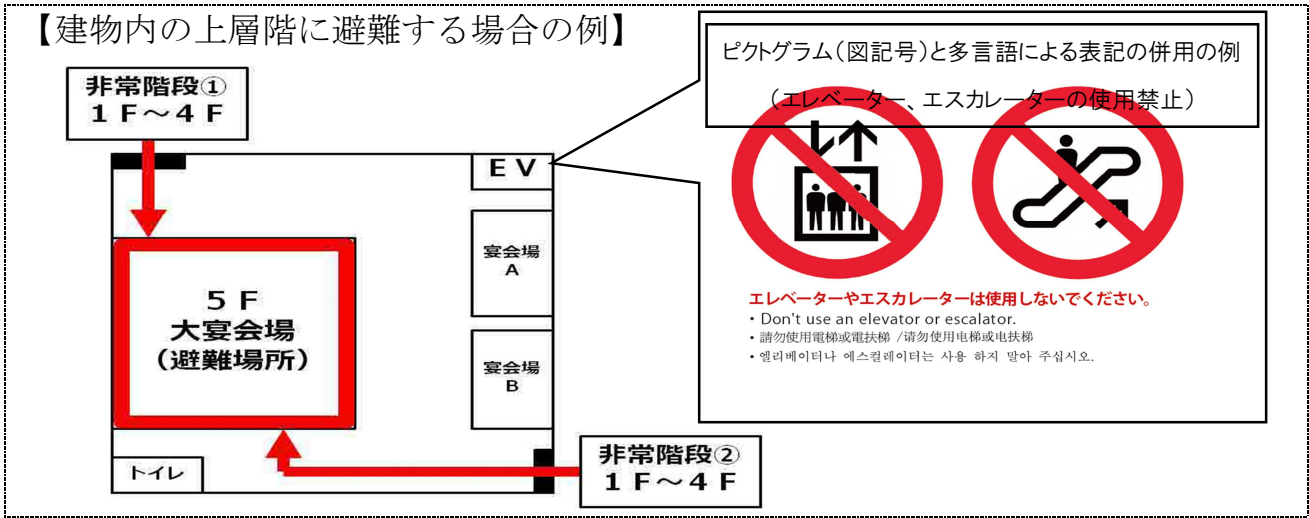 【建物内の上層階に避難する場合の例】
非常階段①
１Ｆ～４Ｆ
ＥＶ
宴会場
A
５Ｆ
大宴会場
（避難場所）
宴会場
B
トイレ
非常階段②
１Ｆ～４Ｆ
ピクトグラム（図記号）と多言語による表記の併用の例
（エレベーター、エスカレーターの使用禁止）
エレベーターやエスカレーターは使用しないでください。
・Don't use an elevator or escalator.
・請勿使用電梯或電扶梯 /请勿使用电梯或电扶梯
・엘리베이터나 에스컬레이터는 사용 하지 말아 주십시오.